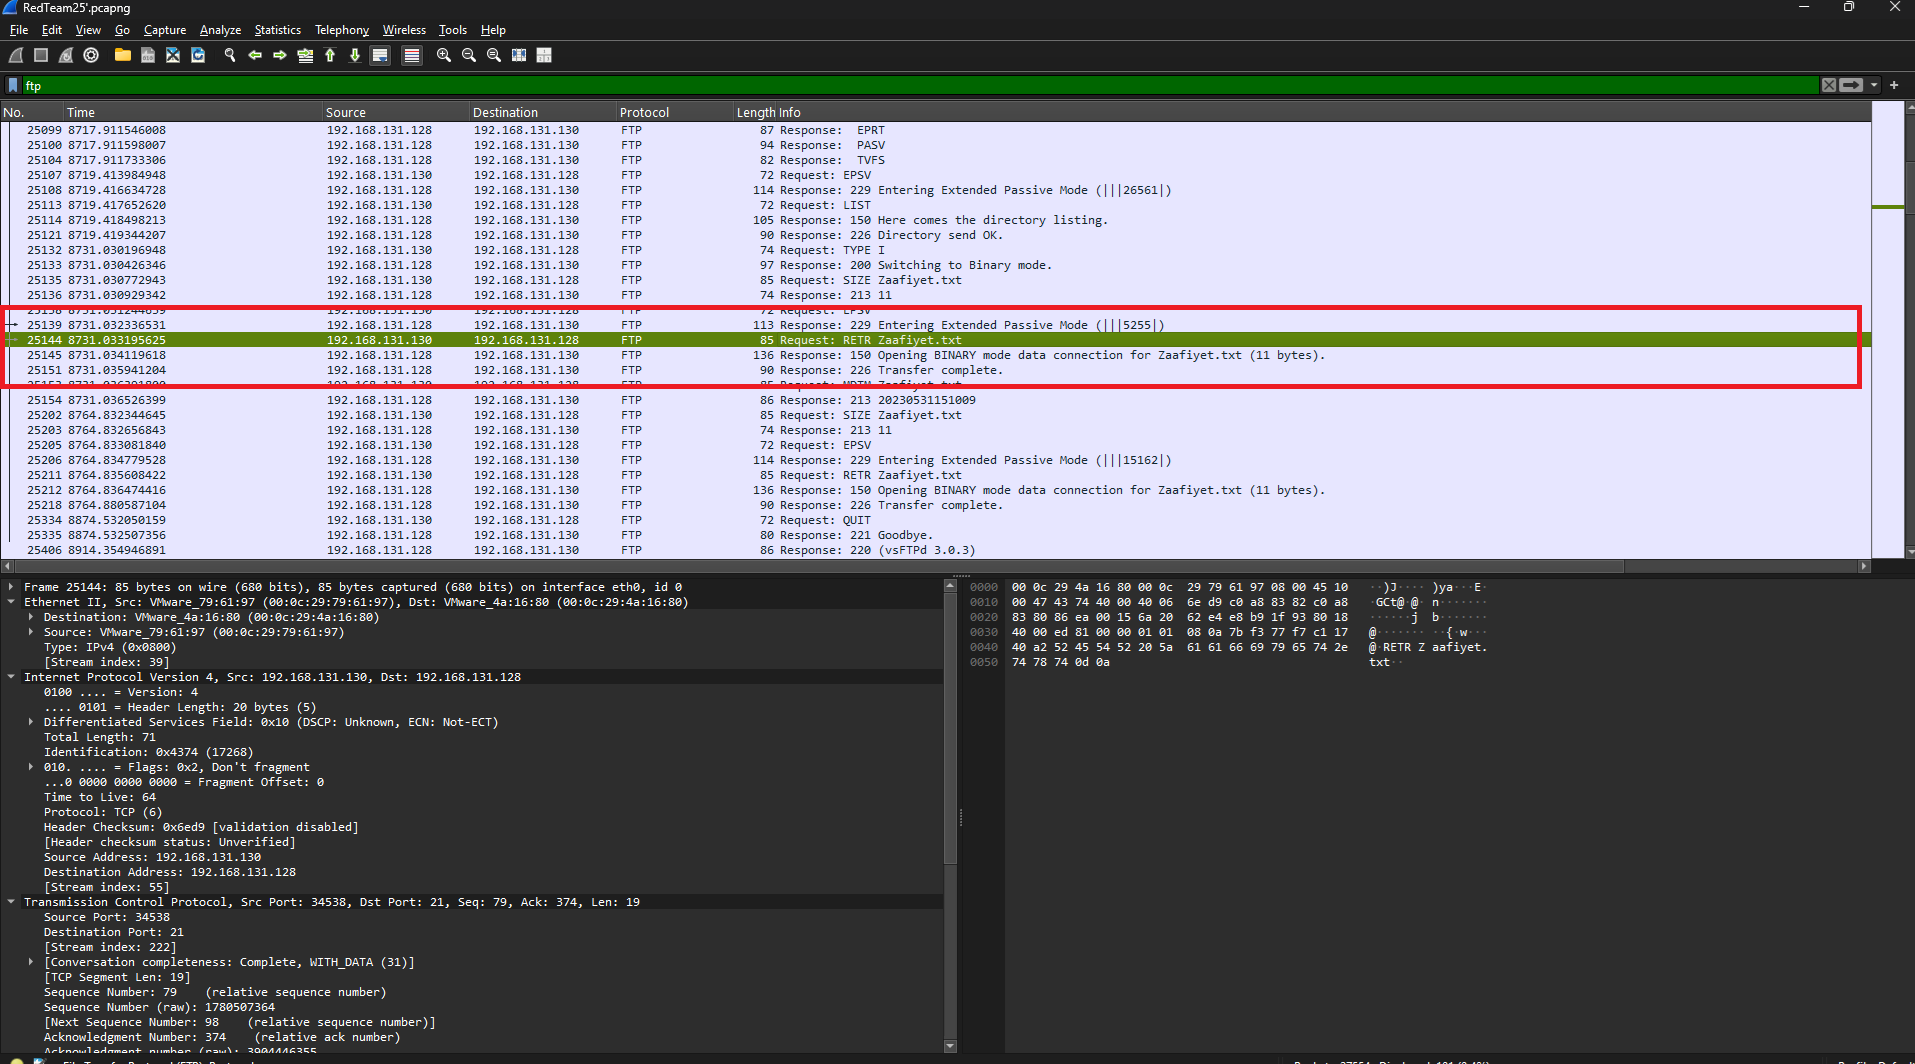 RedTeam25'.pcapng
File Edit View Go Capture Analyze Statistics Telephony Wireless Tools Help
ftp
No. Time Source Destination Protocol Length Info
25099 8717.911546008 192.168.131.128 192.168.131.130 FTP 87 Response: EPRT
25100 8717.911598007 192.168.131.128 192.168.131.130 FTP 94 Response: PASV
25104 8717.911733306 192.168.131.128 192.168.131.130 FTP 82 Response: TVFS
25107 8719.413984948 192.168.131.130 192.168.131.128 FTP 72 Request: EPSV
25108 8719.416634728 192.168.131.128 192.168.131.130 FTP 114 Response: 229 Entering Extended Passive Mode (|||26561|)
25113 8719.417652620 192.168.131.130 192.168.131.128 FTP 72 Request: LIST
25114 8719.418498213 192.168.131.128 192.168.131.130 FTP 105 Response: 150 Here comes the directory listing.
25121 8719.419344207 192.168.131.128 192.168.131.130 FTP 90 Response: 226 Directory send OK.
25132 8731.030196948 192.168.131.130 192.168.131.128 FTP 74 Request: TYPE I
25133 8731.030426346 192.168.131.128 192.168.131.130 FTP 97 Response: 200 Switching to Binary mode.
25135 8731.030772943 192.168.131.130 192.168.131.128 FTP 85 Request: SIZE Zaafiyet.txt
25136 8731.030929342 192.168.131.128 192.168.131.130 FTP 74 Response: 213 11
25138 8731.031244639 192.168.131.130 192.168.131.128 FTP 72 Request: EPSV
25139 8731.032336531 192.168.131.128 192.168.131.130 FTP 113 Response: 229 Entering Extended Passive Mode (|||5255|)
25144 8731.033195625 192.168.131.130 192.168.131.128 FTP 85 Request: RETR Zaafiyet.txt
25145 8731.034119618 192.168.131.128 192.168.131.130 FTP 136 Response: 150 Opening BINARY mode data connection for Zaafiyet.txt (11 bytes).
25151 8731.035941204 192.168.131.128 192.168.131.130 FTP 90 Response: 226 Transfer complete.
25153 192.168.131.130 192.168.131.128 FTP 85 Request: MDTM Zaafiyet.txt
25154 8731.036526399 192.168.131.128 192.168.131.130 FTP 86 Response: 213 20230531151009
25202 8764.832344645 192.168.131.130 192.168.131.128 FTP 85 Request: SIZE Zaafiyet.txt
25203 8764.832656843 192.168.131.128 192.168.131.130 FTP 74 Response: 213 11
25205 8764.833081840 192.168.131.130 192.168.131.128 FTP 72 Request: EPSV
25206 8764.834779528 192.168.131.128 192.168.131.130 FTP 114 Response: 229 Entering Extended Passive Mode (|||15162|)
25211 8764.835608422 192.168.131.130 192.168.131.128 FTP 85 Request: RETR Zaafiyet.txt
25212 8764.836474416 192.168.131.128 192.168.131.130 FTP 136 Response: 150 Opening BINARY mode data connection for Zaafiyet.txt (11 bytes).
25218 8764.880587104 192.168.131.128 192.168.131.130 FTP 90 Response: 226 Transfer complete.
25334 8874.532050159 192.168.131.130 192.168.131.128 FTP 72 Request: QUIT
25335 8874.532507356 192.168.131.128 192.168.131.130 FTP 80 Response: 221 Goodbye.
25406 8914.354946891 192.168.131.128 192.168.131.130 FTP 86 Response: 220 (vsFTPd 3.0.3)
Frame 25144: 85 bytes on wire (680 bits), 85 bytes captured (680 bits) on interface eth0, id 0
Ethernet II, Src: VMware_79:61:97 (00:0c:29:79:61:97), Dst: VMware_4a:16:80 (00:0c:29:4a:16:80)
Destination: VMware_4a:16:80 (00:0c:29:4a:16:80)
Source: VMware_79:61:97 (00:0c:29:79:61:97)
Type: IPv4 (0x0800)
[Stream index: 39]
Internet Protocol Version 4, Src: 192.168.131.130, Dst: 192.168.131.128
0100 .... = Version: 4
.... 0101 = Header Length: 20 bytes (5)
Differentiated Services Field: 0x10 (DSCP: Unknown, ECN: Not-ECT)
Total Length: 71
Identification: 0x4374 (17268)
010. .... = Flags: 0x2, Don't fragment
...0 0000 0000 0000 = Fragment Offset: 0
Time to Live: 64
Protocol: TCP (6)
Header Checksum: 0x6ed9 [validation disabled]
[Header checksum status: Unverified]
Source Address: 192.168.131.130
Destination Address: 192.168.131.128
[Stream index: 55]
Transmission Control Protocol, Src Port: 34538, Dst Port: 21, Seq: 79, Ack: 374, Len: 19
Source Port: 34538
Destination Port: 21
[Stream index: 222]
[Conversation completeness: Complete, WITH_DATA (31)]
[TCP Segment Len: 19]
Sequence Number: 79 (relative sequence number)
Sequence Number (raw): 1780507364
[Next Sequence Number: 98 (relative sequence number)]
Acknowledgment Number: 374 (relative ack number)
Acknowledgment number (raw): 3904446355
0000 00 0c 29 4a 16 80 00 0c 29 79 61 97 08 00 45 10 ··)J···· )ya···E·
0010 00 47 43 74 40 00 40 06 6e d9 c0 a8 83 82 c0 a8 ·GCt@·@· n·······
0020 83 80 86 ea 00 15 6a 20 62 e4 e8 b9 1f 93 80 18 ······j  b·······
0030 40 00 ed 81 00 00 01 01 08 0a 7b f3 77 f7 c1 17 @······· ··{·w···
0040 40 a2 52 45 54 52 20 5a 61 61 66 69 79 65 74 2e @·RETR Z aafiyet.
0050 74 78 74 0d 0a txt··